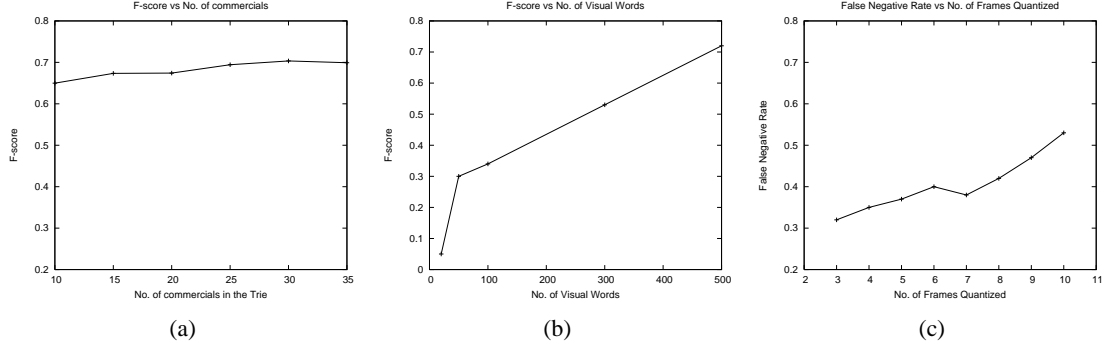 F-score vs No. of commercials
0.8
0.7
0.6
0.5
0.4
0.3
0.2
10 15 20 25 30 35
F-score
No. of commercials in the Trie
(a)
F-score vs No. of Visual Words
0.8
0.7
0.6
0.5
0.4
0.3
0.2
0.1
0
0 100 200 300 400 500
F-score
No. of Visual Words
(b)
False Negative Rate vs No. of Frames Quantized
0.8
0.7
0.6
0.5
0.4
0.3
0.2
2 3 4 5 6 7 8 9 10 11
False Negative Rate
No. of Frames Quantized
(c)